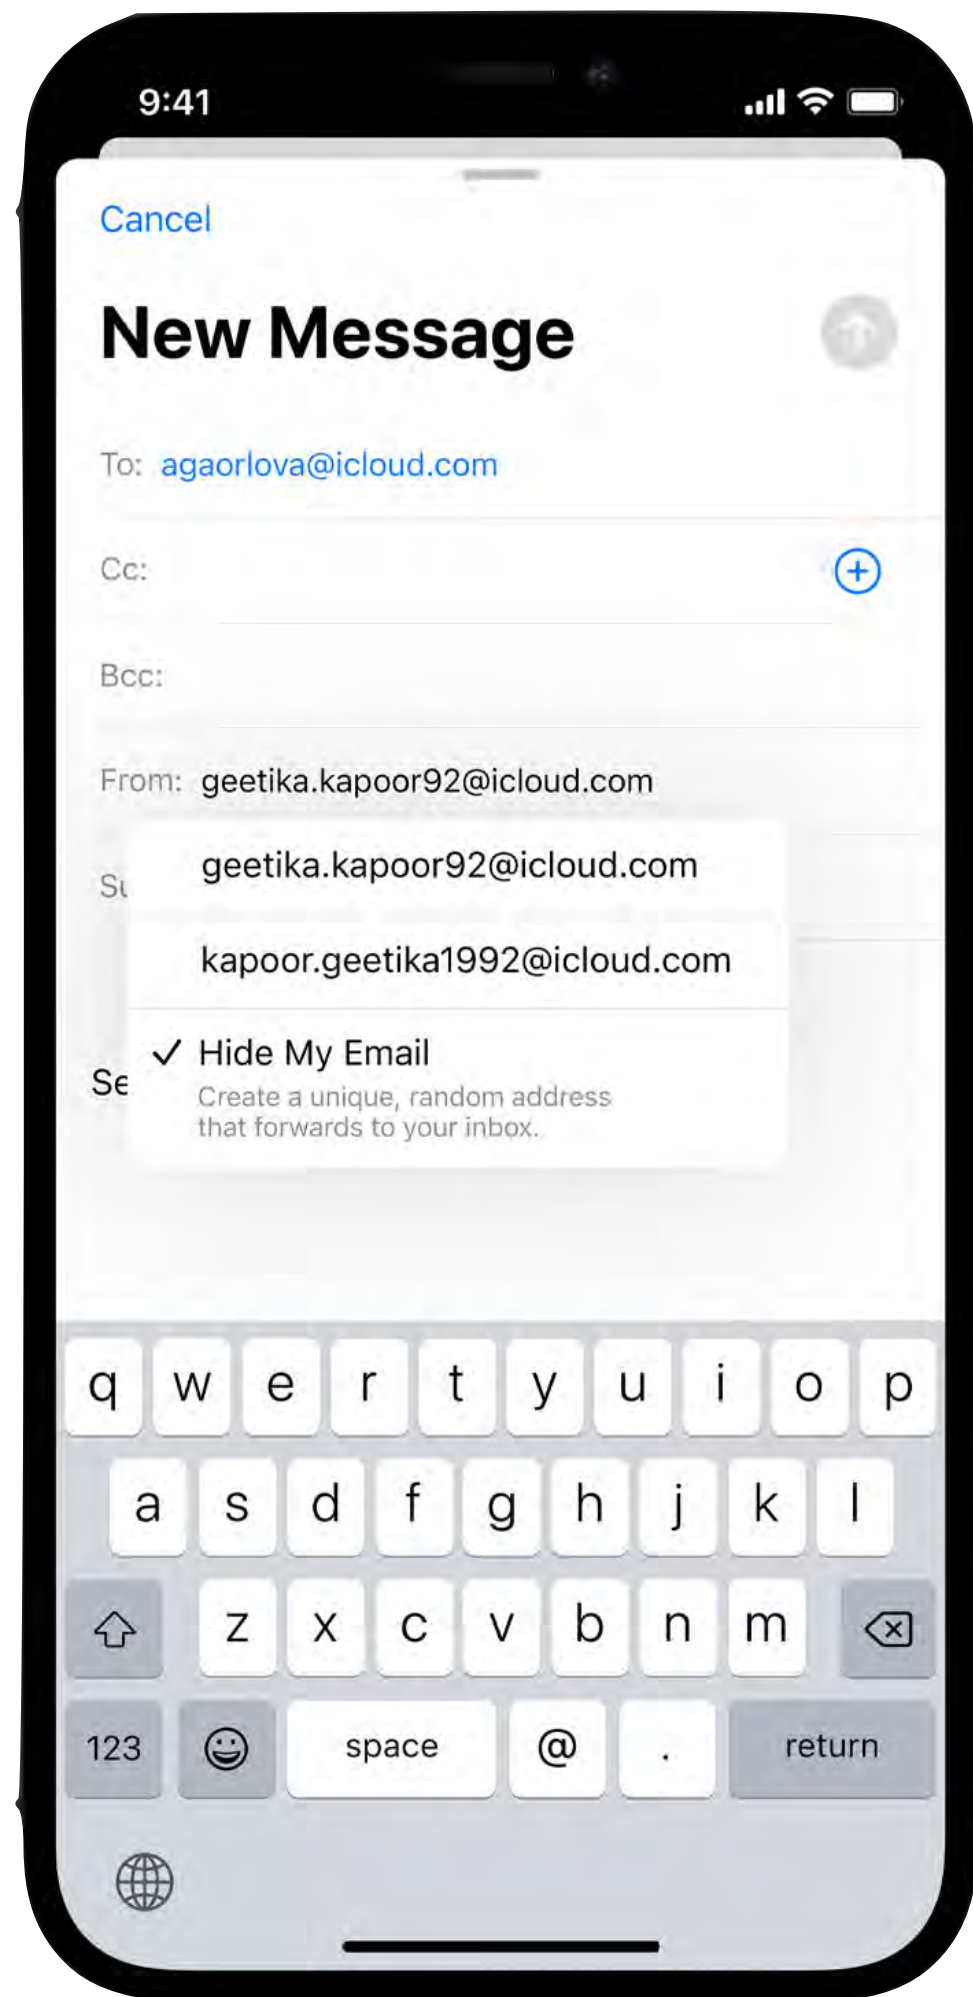 9:41
Cancel
New Message
To: agaorlova@icloud.com
Cc:
Bcc:
From: geetika.kapoor92@icloud.com
geetika.kapoor92@icloud.com
Su
kapoor.geetika1992@icloud.com
Hide My Email
Se
Create a unique, random address
that forwards to your inbox.
q w e r t y u i o p
a s d f g h j k l
z x c v b n m
123 space @ . return